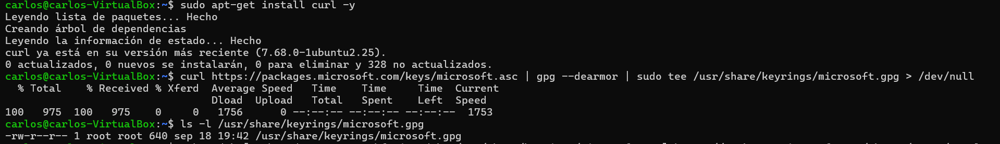 carlos@carlos-VirtualBox:~$ sudo apt-get install curl -y
Leyendo lista de paquetes... Hecho
Creando árbol de dependencias
Leyendo la información de estado... Hecho
curl ya está en su versión más reciente (7.68.0-1ubuntu2.25).
0 actualizados, 0 nuevos se instalarán, 0 para eliminar y 328 no actualizados.
carlos@carlos-VirtualBox:~$ curl https://packages.microsoft.com/keys/microsoft.asc | gpg --dearmor | sudo tee /usr/share/keyrings/microsoft.gpg > /dev/null
  % Total    % Received % Xferd  Average Speed   Time    Time     Time  Current
                                 Dload  Upload   Total   Spent    Left  Speed
100   975  100   975    0     0   1756      0 --:--:-- --:--:-- --:--:--  1753
carlos@carlos-VirtualBox:~$ ls -l /usr/share/keyrings/microsoft.gpg
-rw-r--r-- 1 root root 640 sep 18 19:42 /usr/share/keyrings/microsoft.gpg